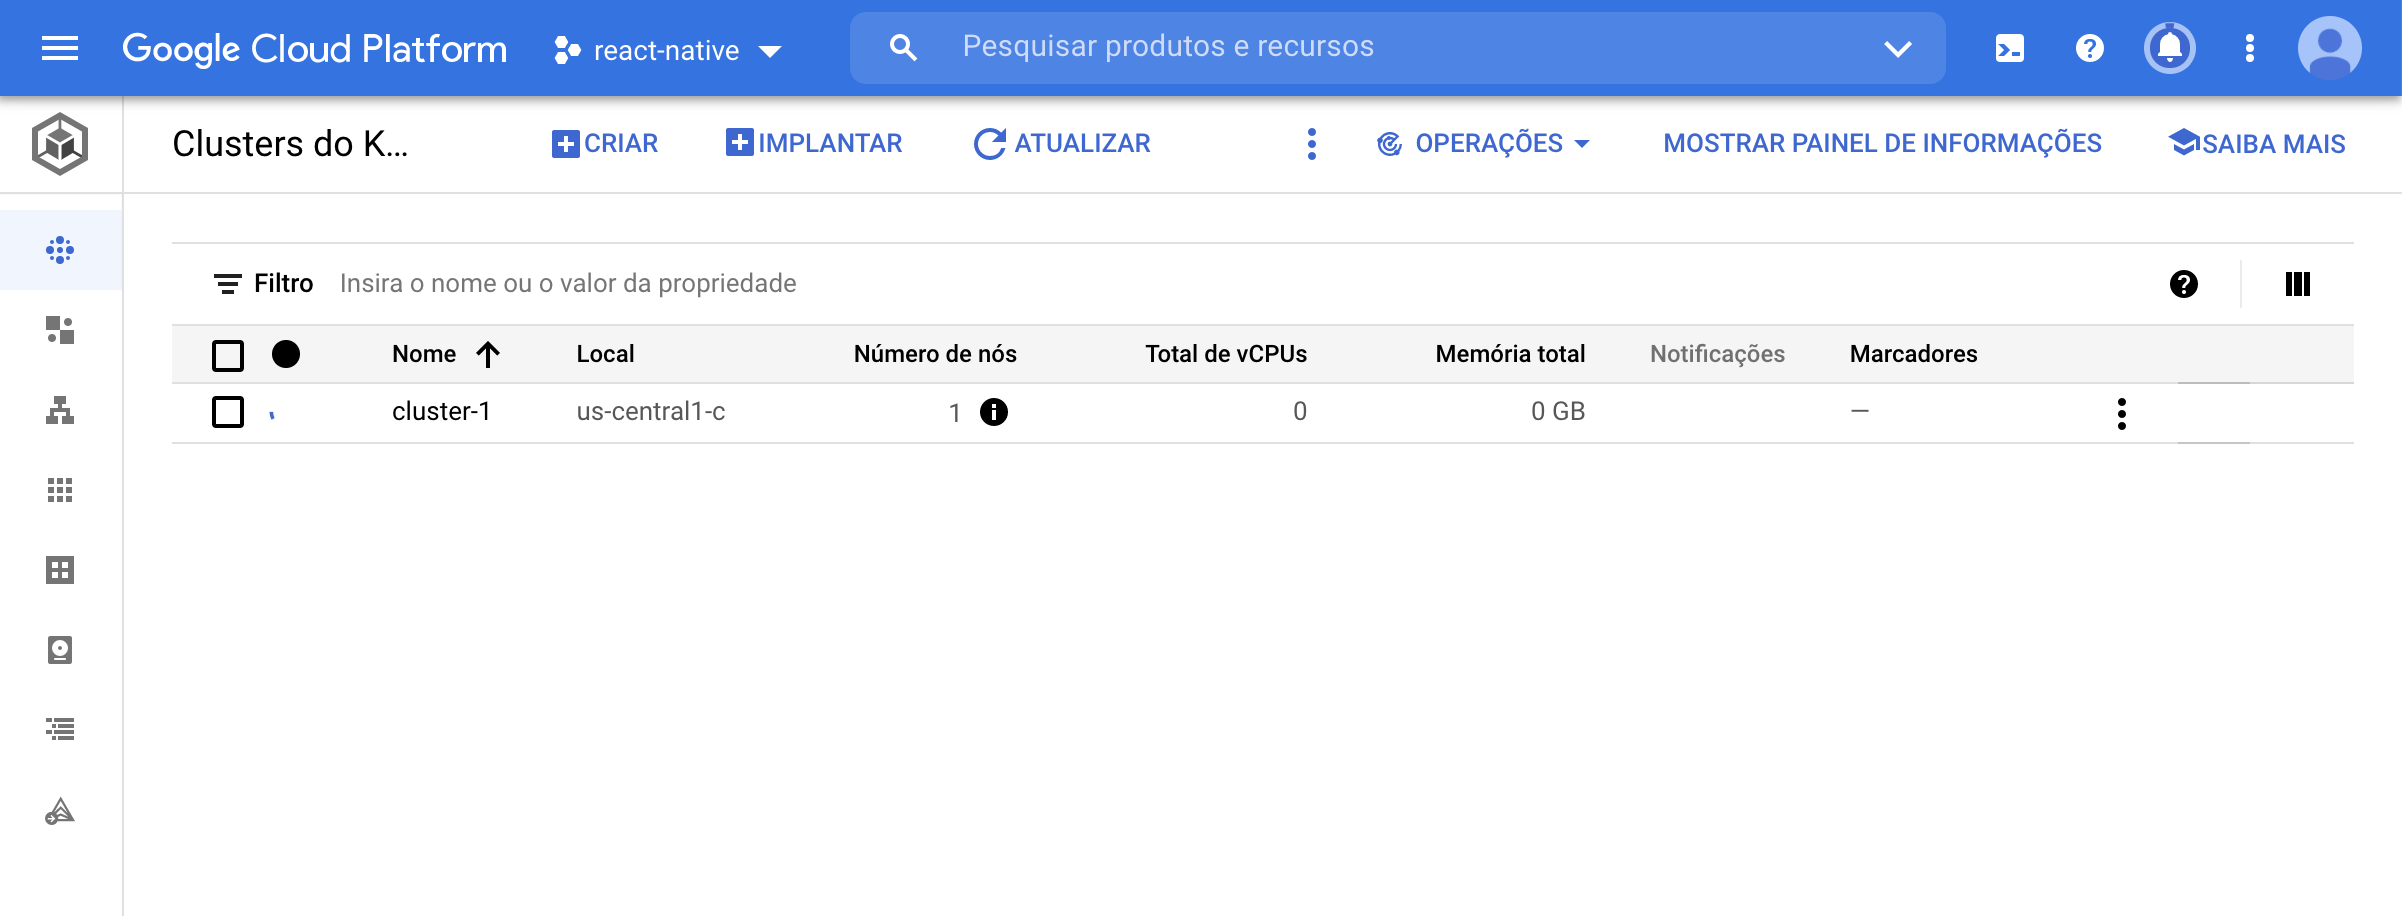 Google Cloud Platform react-native Pesquisar produtos e recursos
Clusters do K... CRIAR IMPLANTAR ATUALIZAR OPERAÇÕES MOSTRAR PAINEL DE INFORMAÇÕES SAIBA MAIS
Filtro Insira o nome ou o valor da propriedade
Nome Local Número de nós Total de vCPUs Memória total Notificações Marcadores
cluster-1 us-central1-c 1 0 0 GB —